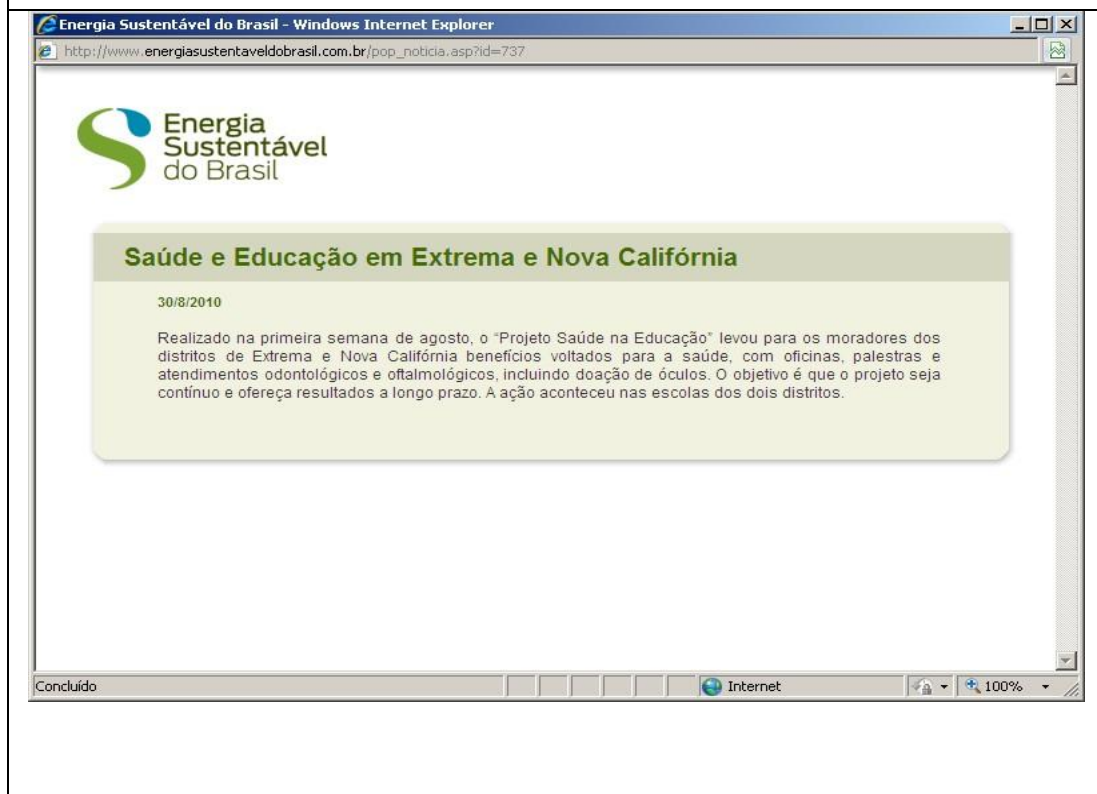 Energia Sustentável do Brasil - Windows Internet Explorer
http://www.energiasustentaveldobrasil.com.br/pop_noticia.asp?id=737
Energia
Sustentável
do Brasil
Saúde e Educação em Extrema e Nova Califórnia
30/8/2010
Realizado na primeira semana de agosto, o “Projeto Saúde na Educação” levou para os moradores dos
distritos de Extrema e Nova Califórnia benefícios voltados para a saúde, com oficinas, palestras e
atendimentos odontológicos e oftalmológicos, incluindo doação de óculos. O objetivo é que o projeto seja
contínuo e ofereça resultados a longo prazo. A ação aconteceu nas escolas dos dois distritos.
Concluído
Internet
100%